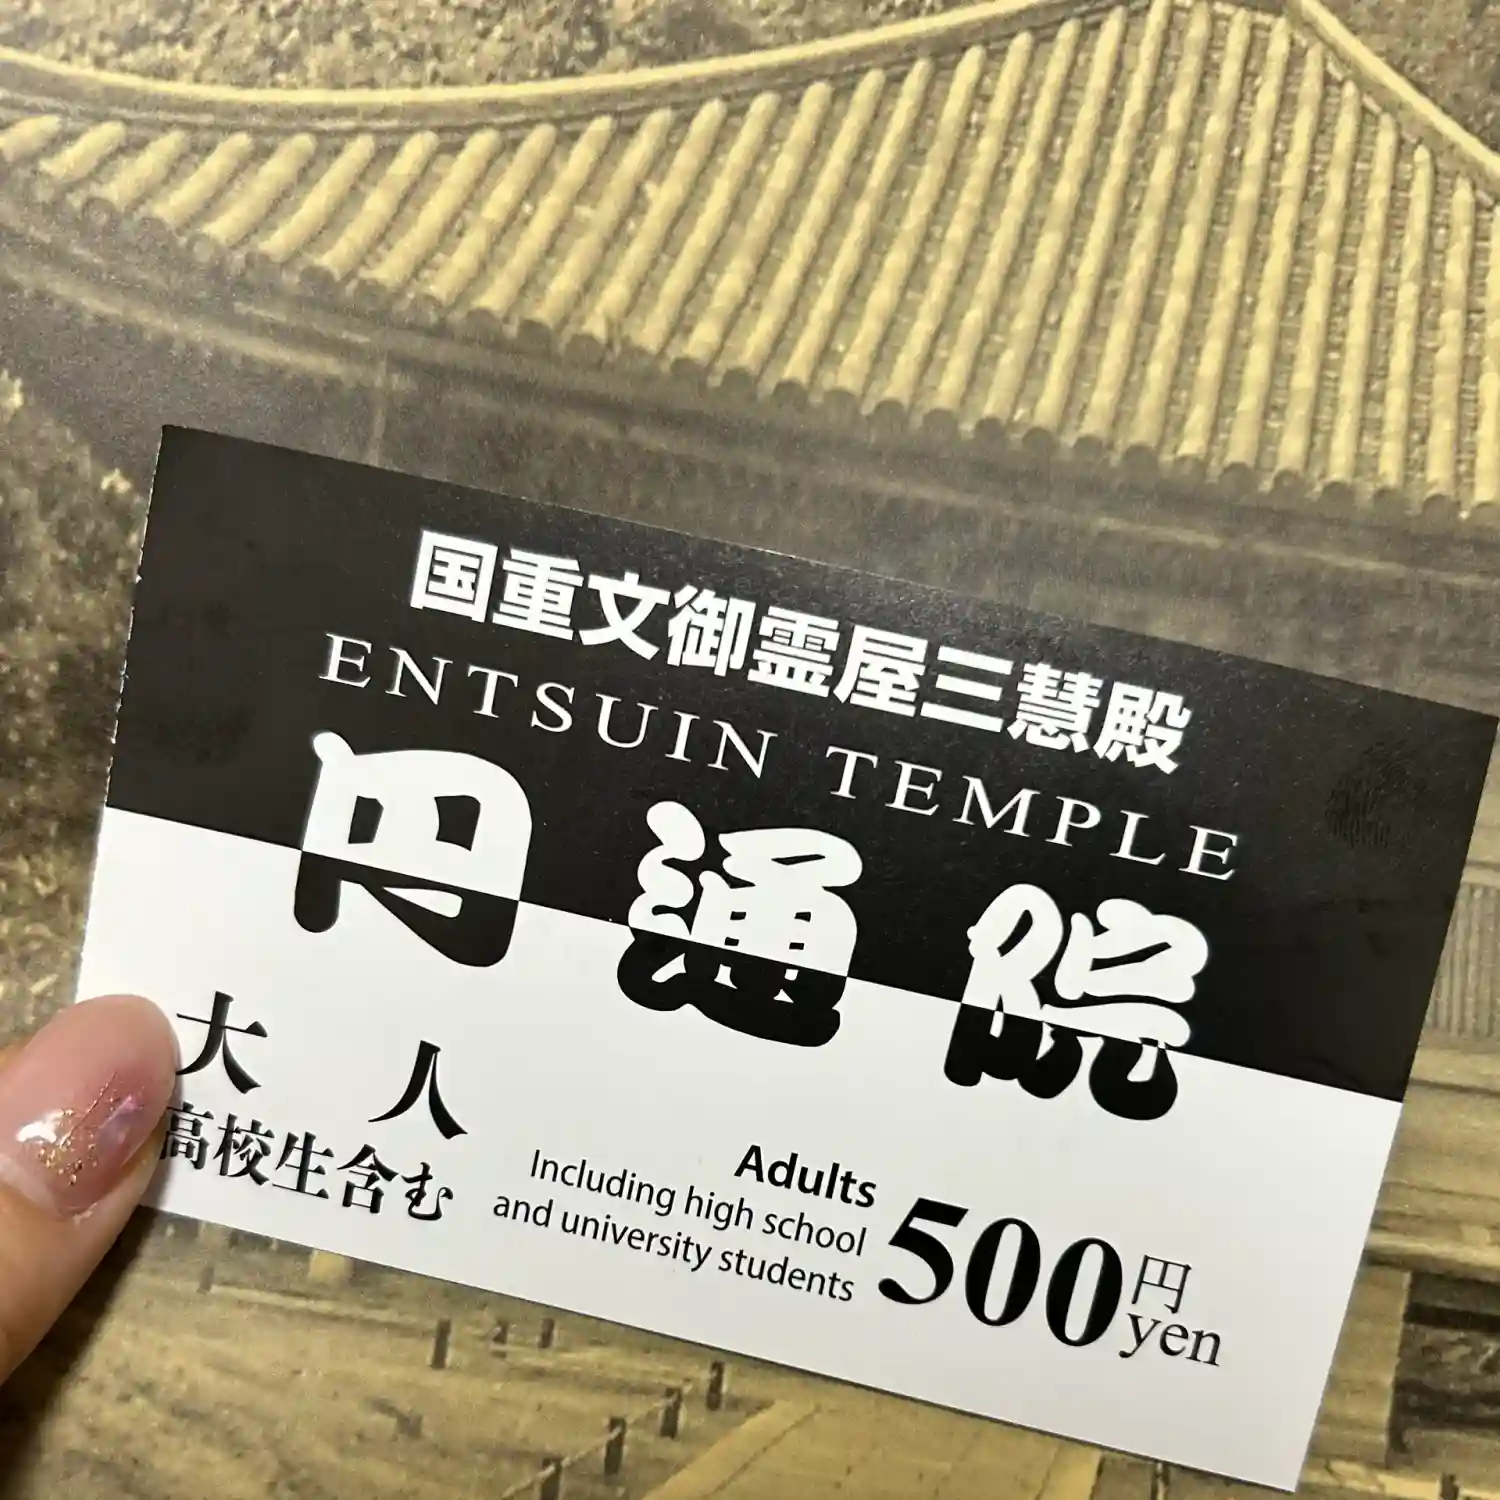 国重文御霊屋三慧殿
ENTSUIN TEMPLE
円通院
大人
高校生含む
Adults
Including high school
and university students
500円
yen